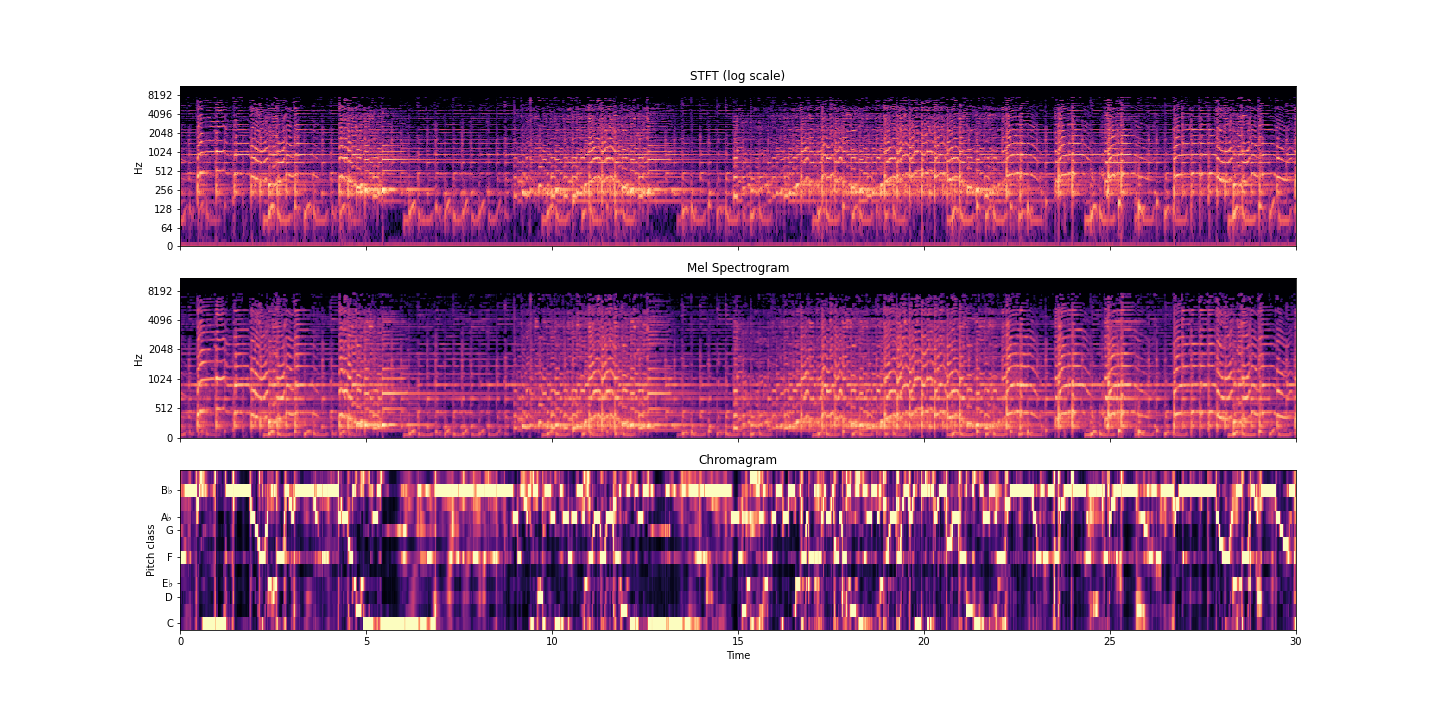 STFT (log scale)
8192
4096
2048
1024
512
256
128
64
0
Hz
Mel Spectrogram
8192
4096
2048
1024
512
0
Hz
Chromagram
B♭
A♭
G
F
E♭
D
C
Pitch class
0 5 10 15 20 25 30
Time